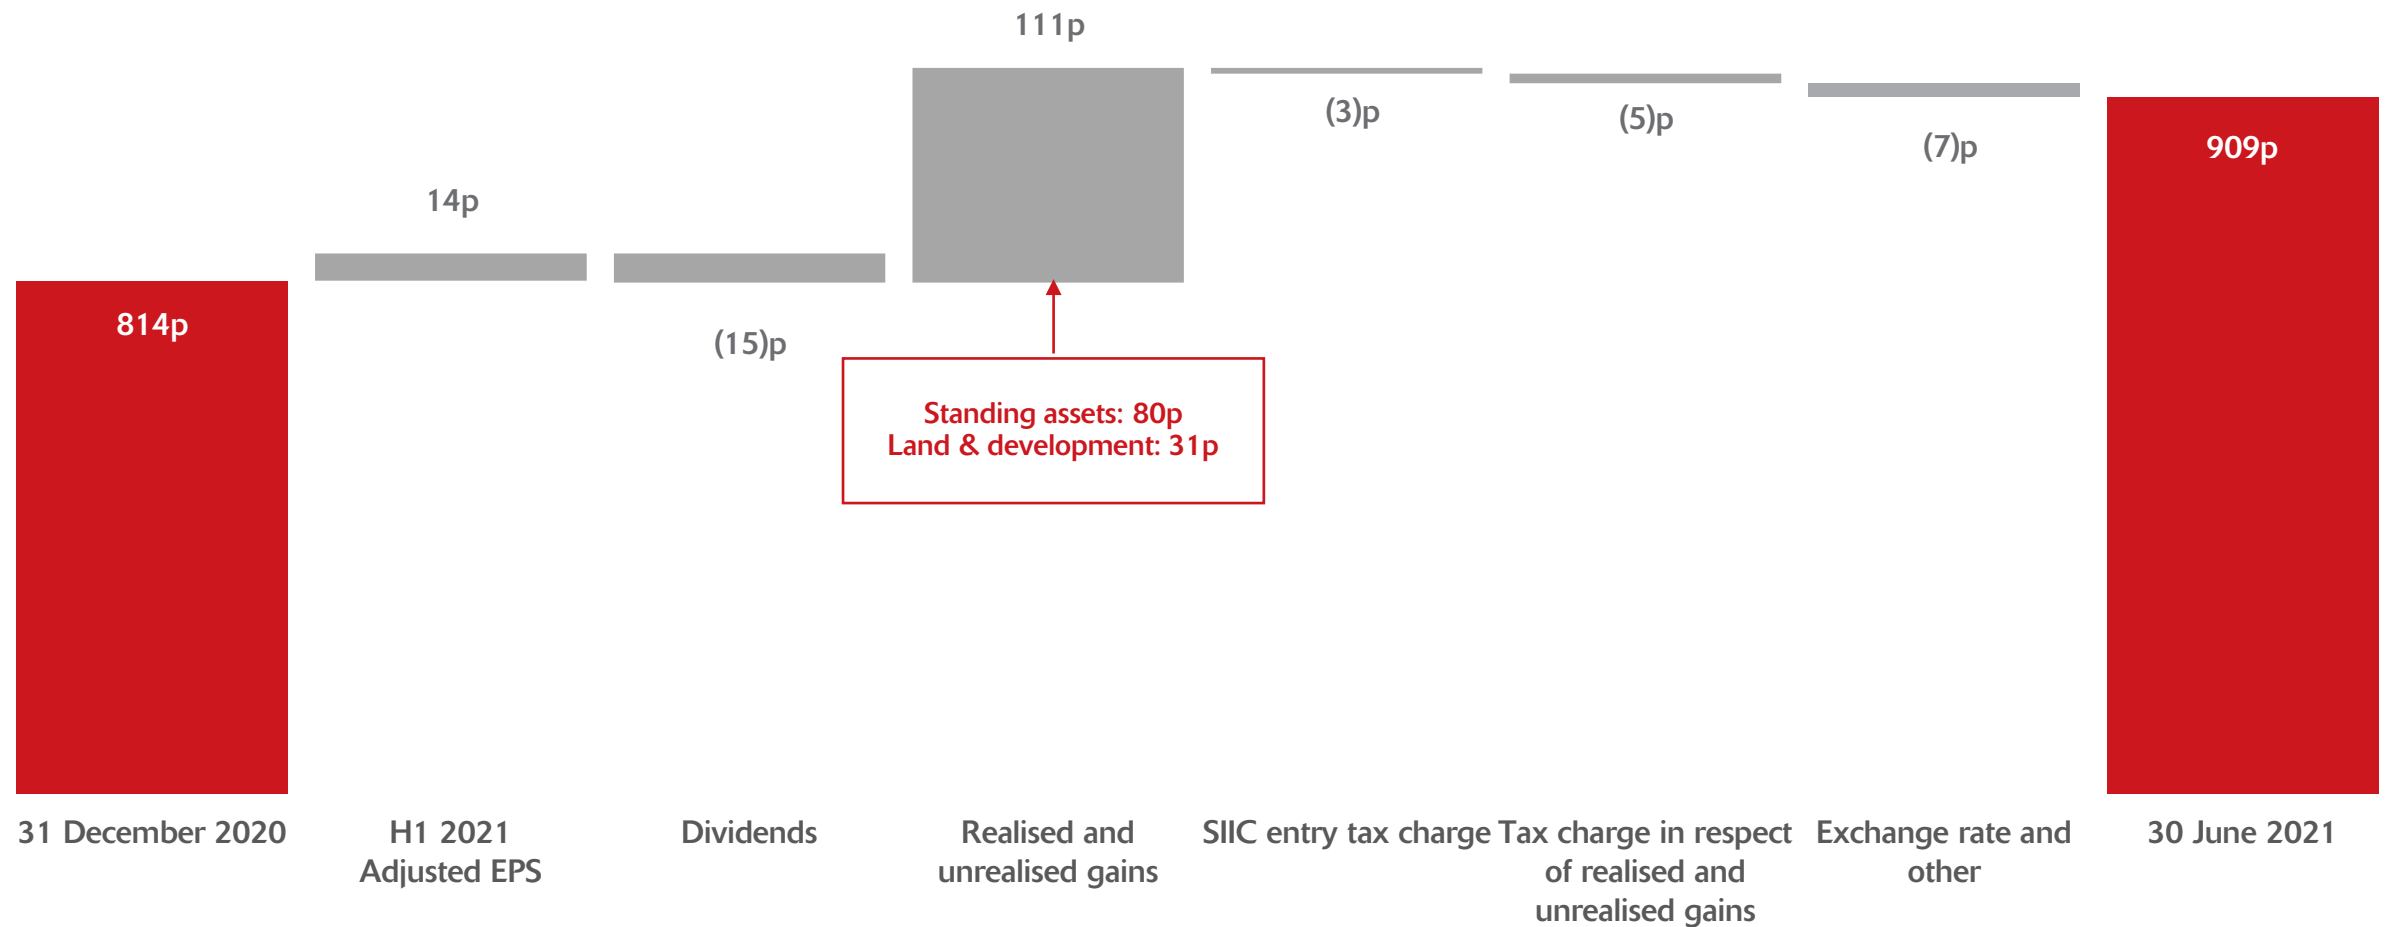 111p
(3)p
(5)p
(7)p
909p
14p
814p
(15)p
Standing assets: 80p
Land & development: 31p
31 December 2020
H1 2021
Adjusted EPS
Dividends
Realised and
unrealised gains
SIIC entry tax charge
Tax charge in respect
of realised and
unrealised gains
Exchange rate and
other
30 June 2021